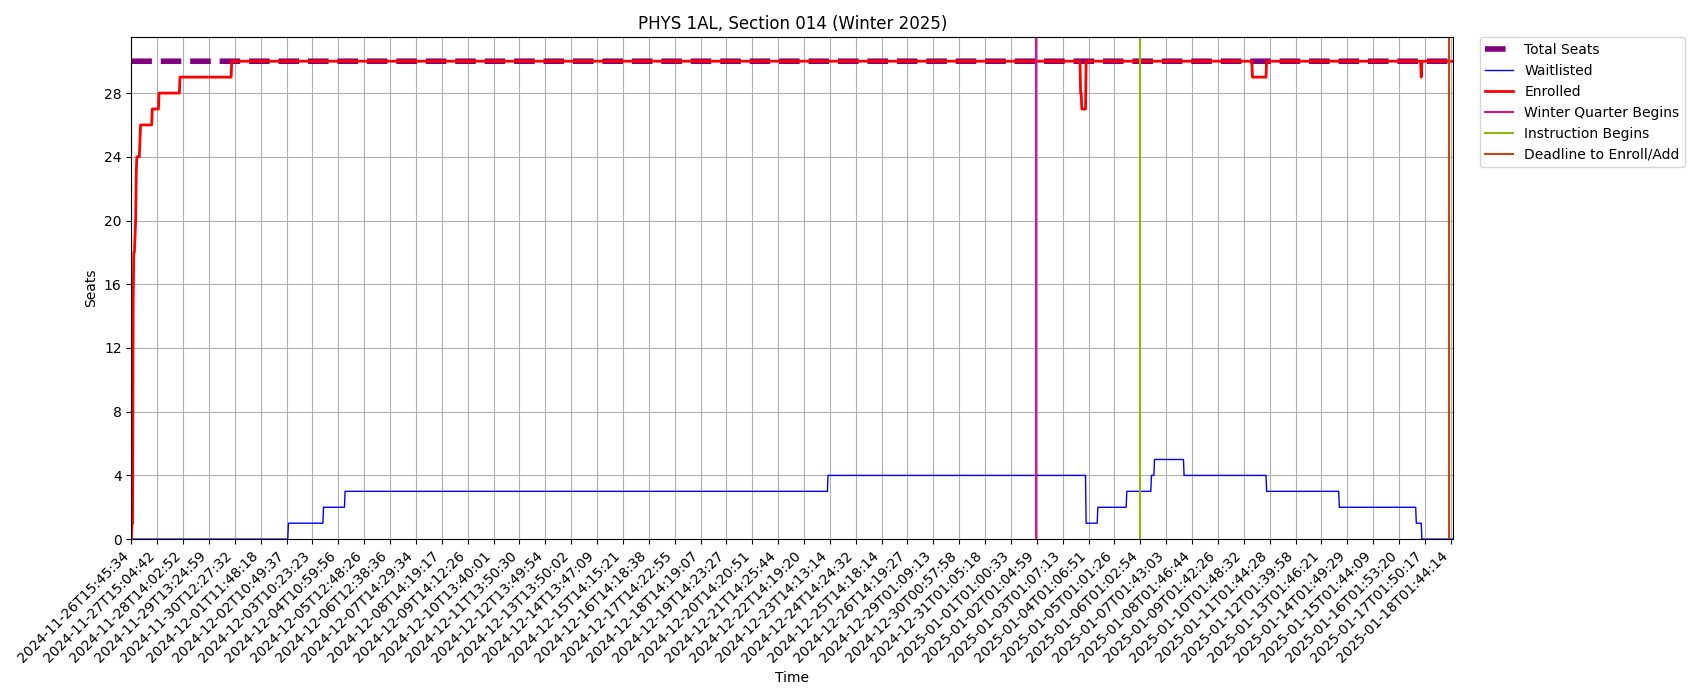 PHYS 1AL, Section 014 (Winter 2025)
Seats
28
24
20
16
12
8
4
0
2024-11-26T15:45:34
2024-11-27T15:04:42
2024-11-28T14:02:52
2024-11-29T13:24:59
2024-11-30T12:27:32
2024-12-01T11:48:18
2024-12-02T10:49:37
2024-12-03T10:23:23
2024-12-04T10:59:56
2024-12-05T12:48:26
2024-12-06T12:38:36
2024-12-07T14:29:34
2024-12-08T14:19:17
2024-12-09T14:12:26
2024-12-10T13:40:01
2024-12-11T13:50:30
2024-12-12T13:49:54
2024-12-13T13:50:02
2024-12-14T13:47:09
2024-12-15T14:15:21
2024-12-16T14:18:38
2024-12-17T14:22:55
2024-12-18T14:19:07
2024-12-19T14:23:27
2024-12-20T14:20:51
2024-12-21T14:25:44
2024-12-22T14:19:20
2024-12-23T14:13:14
2024-12-24T14:24:32
2024-12-25T14:18:14
2024-12-26T14:19:27
2024-12-29T01:09:13
2024-12-30T00:57:58
2024-12-31T01:05:18
2025-01-01T01:00:33
2025-01-02T01:04:59
2025-01-03T01:07:13
2025-01-04T01:06:51
2025-01-05T01:01:26
2025-01-06T01:02:54
2025-01-07T01:43:03
2025-01-08T01:46:44
2025-01-09T01:42:26
2025-01-10T01:48:32
2025-01-11T01:44:28
2025-01-12T01:39:58
2025-01-13T01:46:21
2025-01-14T01:49:29
2025-01-15T01:44:09
2025-01-16T01:53:20
2025-01-17T01:50:17
2025-01-18T01:44:14
Time
Total Seats
Waitlisted
Enrolled
Winter Quarter Begins
Instruction Begins
Deadline to Enroll/Add